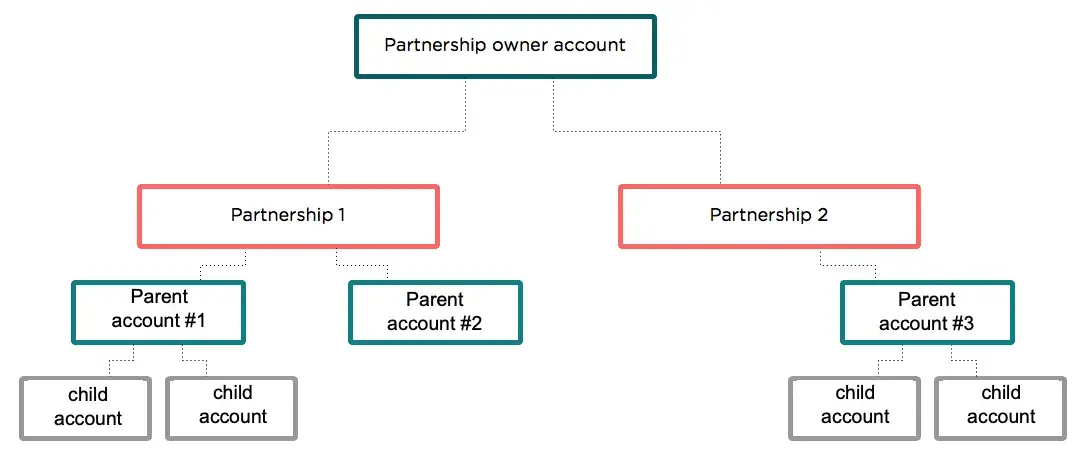 Partnership owner account
Partnership 1
Partnership 2
Parent
account #1
Parent
account #2
Parent
account #3
child
account
child
account
child
account
child
account